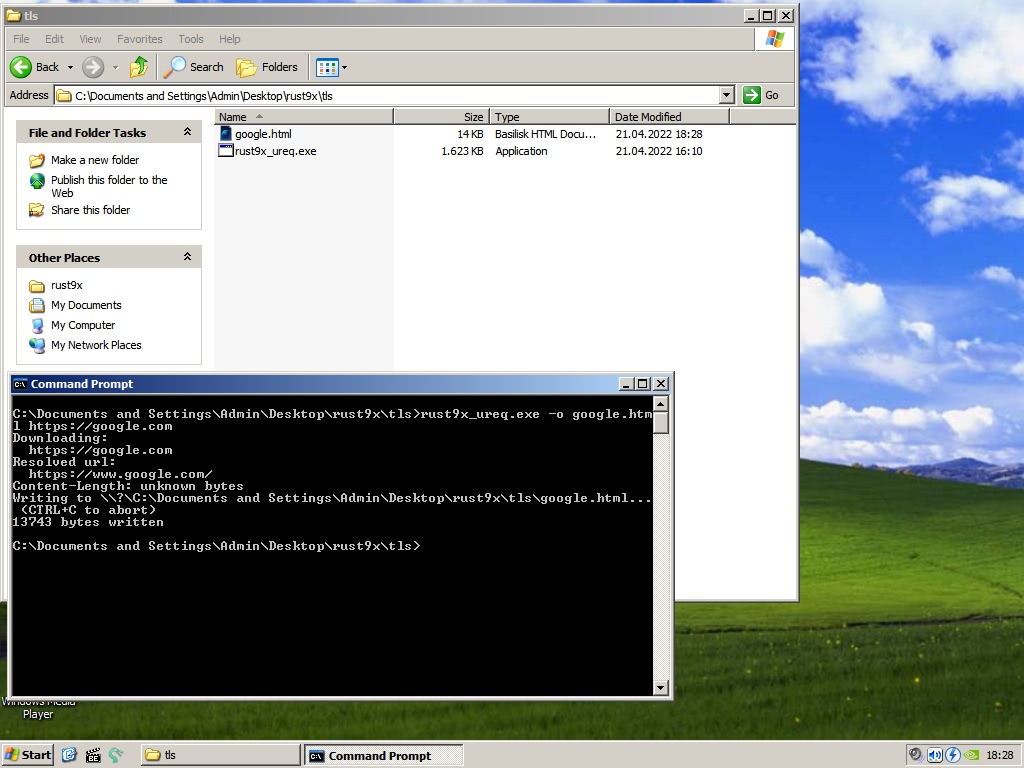 tls
File Edit View Favorites Tools Help
Back Search Folders
Address C:\Documents and Settings\Admin\Desktop\rust9x\tls Go
Name Size Type Date Modified
google.html 14 KB Basilisk HTML Docu... 21.04.2022 18:28
rust9x_ureq.exe 1.623 KB Application 21.04.2022 16:10
File and Folder Tasks
Make a new folder
Publish this folder to the
Web
Share this folder
Other Places
rust9x
My Documents
My Computer
My Network Places
Command Prompt
C:\Documents and Settings\Admin\Desktop\rust9x\tls>rust9x_ureq.exe -o google.htm
l https://google.com
Downloading:
https://google.com
Resolved url:
https://www.google.com/
Content-Length: unknown bytes
Writing to \\?\C:\Documents and Settings\Admin\Desktop\rust9x\tls\google.html...
(CTRL+C to abort)
13743 bytes written
C:\Documents and Settings\Admin\Desktop\rust9x\tls>
Windows Media
Player
Start BE tls Command Prompt 18:28